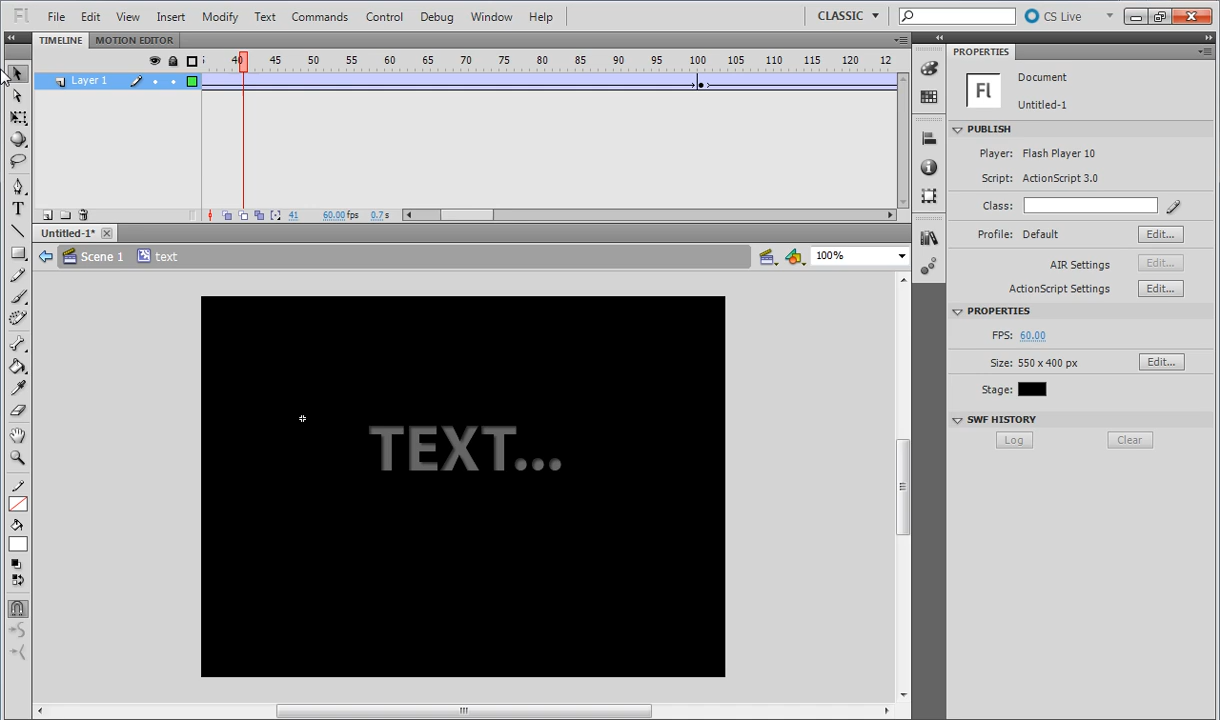 Fl File Edit View Insert Modify Text Commands Control Debug Window Help CLASSIC CS Live
TIMELINE MOTION EDITOR
40 45 50 55 60 65 70 75 80 85 90 95 100 105 110 115 120 12
Layer 1
41 60.00fps 0.7s
Untitled-1*
Scene 1 text 100%
TEXT...
PROPERTIES
Fl
Document
Untitled-1
PUBLISH
Player: Flash Player 10
Script: ActionScript 3.0
Class:
Profile: Default Edit...
AIR Settings Edit...
ActionScript Settings Edit...
PROPERTIES
FPS: 60.00
Size: 550 x 400 px Edit...
Stage:
SWF HISTORY
Log Clear